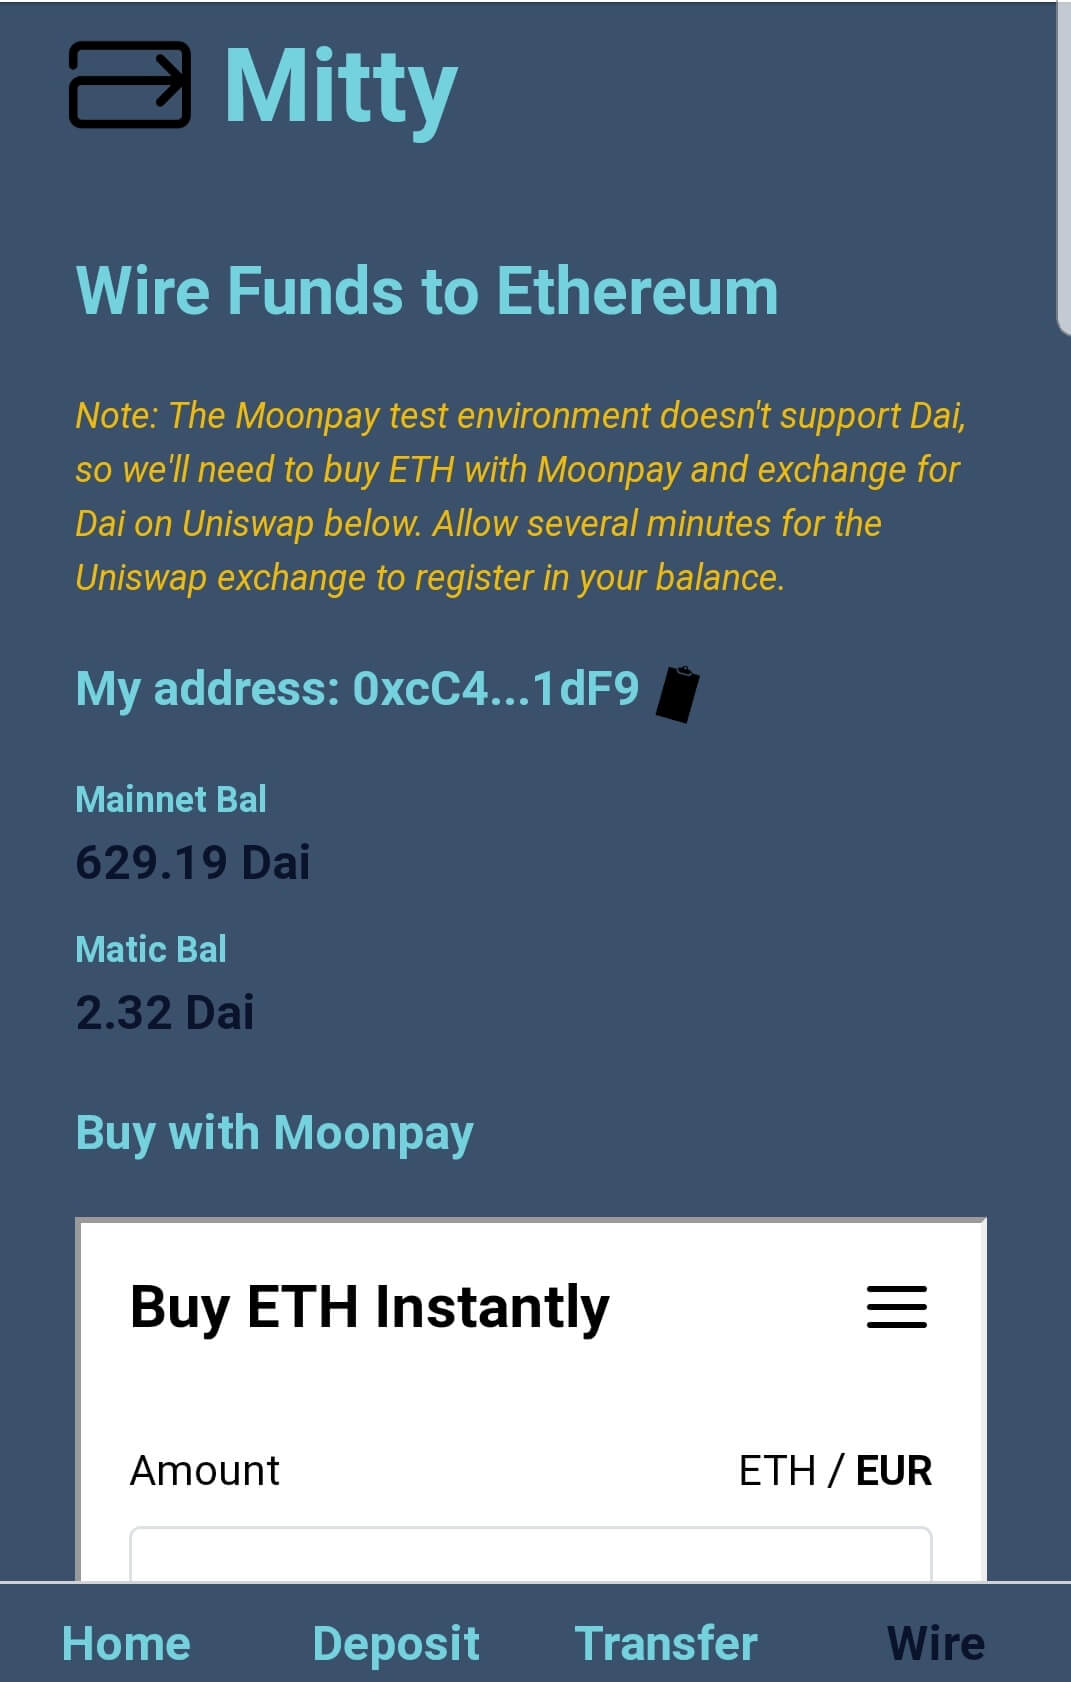 Mitty
Wire Funds to Ethereum
Note: The Moonpay test environment doesn't support Dai,
so we'll need to buy ETH with Moonpay and exchange for
Dai on Uniswap below. Allow several minutes for the
Uniswap exchange to register in your balance.
My address: 0xcC4...1dF9
Mainnet Bal
629.19 Dai
Matic Bal
2.32 Dai
Buy with Moonpay
Buy ETH Instantly
Amount ETH / EUR
Home Deposit Transfer Wire